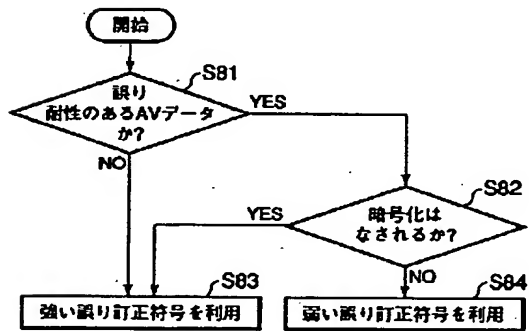 開始
S81
誤り
耐性のあるAVデータ
か?
YES
NO
S82
暗号化は
なされるか?
YES
NO
S83
強い誤り訂正符号を利用
S84
弱い誤り訂正符号を利用